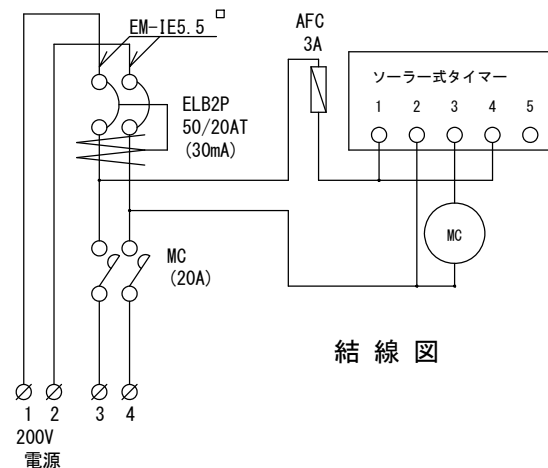 EM-IE5.5□
AFC
3A
ソーラー式タイマー
1 2 3 4 5
ELB2P
50/20AT
(30mA)
MC
MC
(20A)
結線図
1 2 3 4
200V
電源